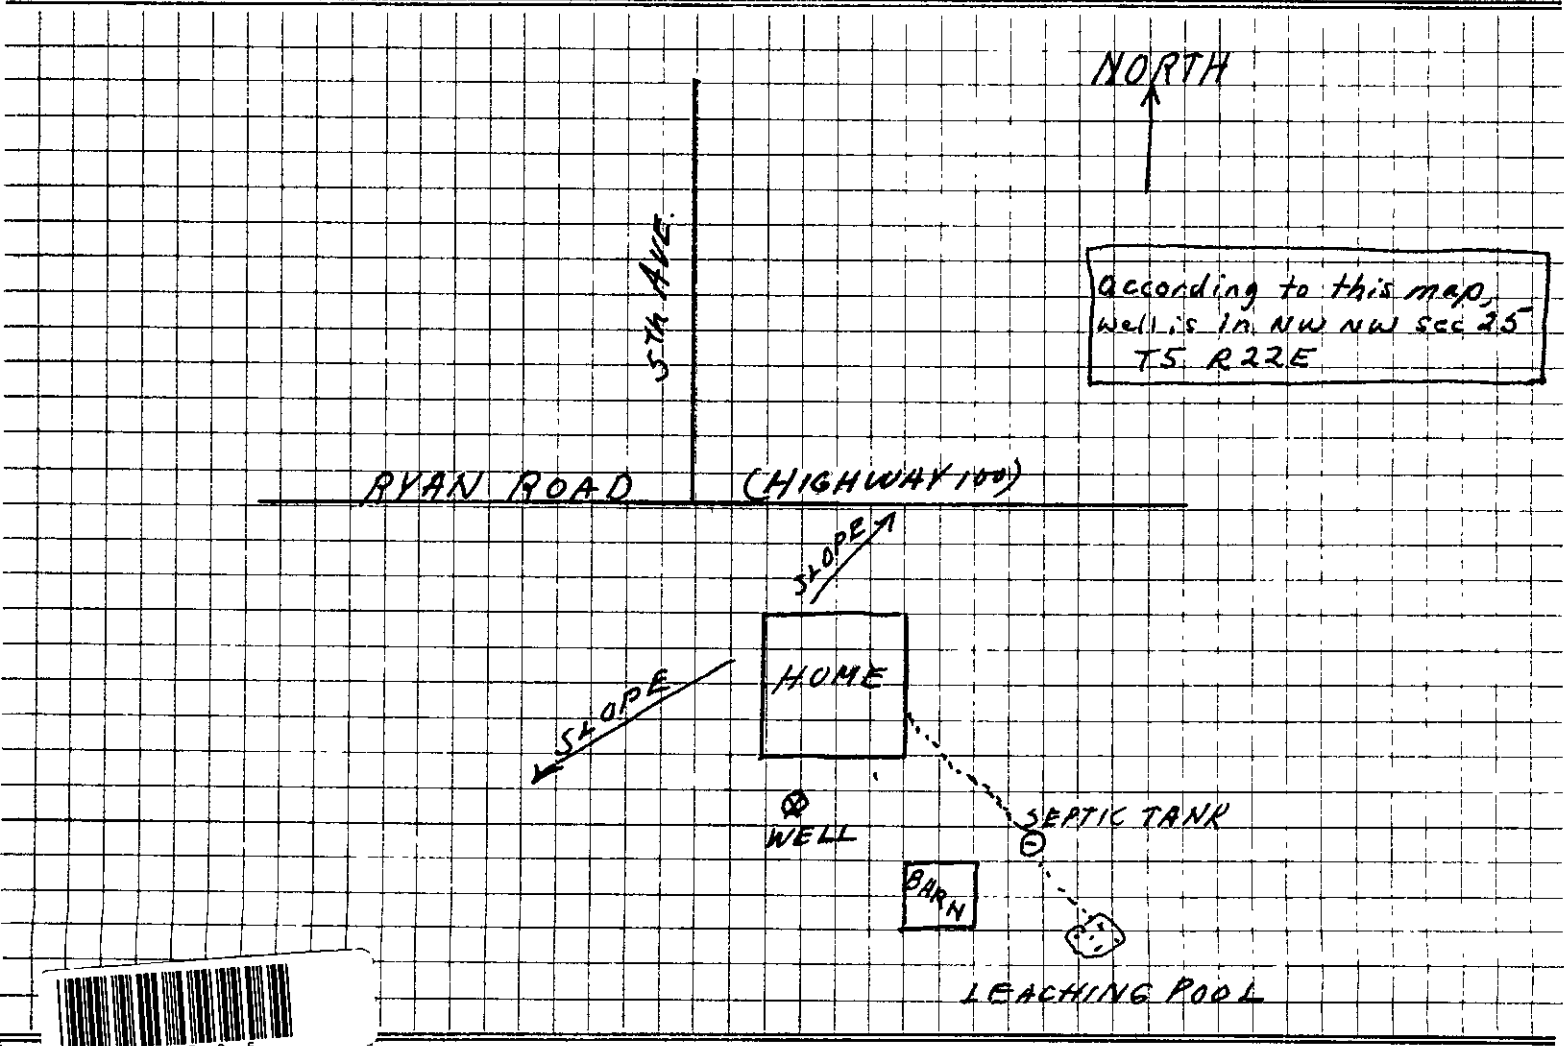 NORTH
5Th AVE.
according to this map,
well is in NW NW sec 25
T5 R22E
RYAN ROAD (HIGHWAY 100)
SLOPE
HOME
SLOPE
WELL
SEPTIC TANK
BARN
LEACHING POOL